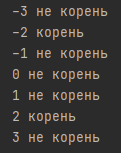 -3 не корень
-2 корень
-1 не корень
0 не корень
1 не корень
2 корень
3 не корень